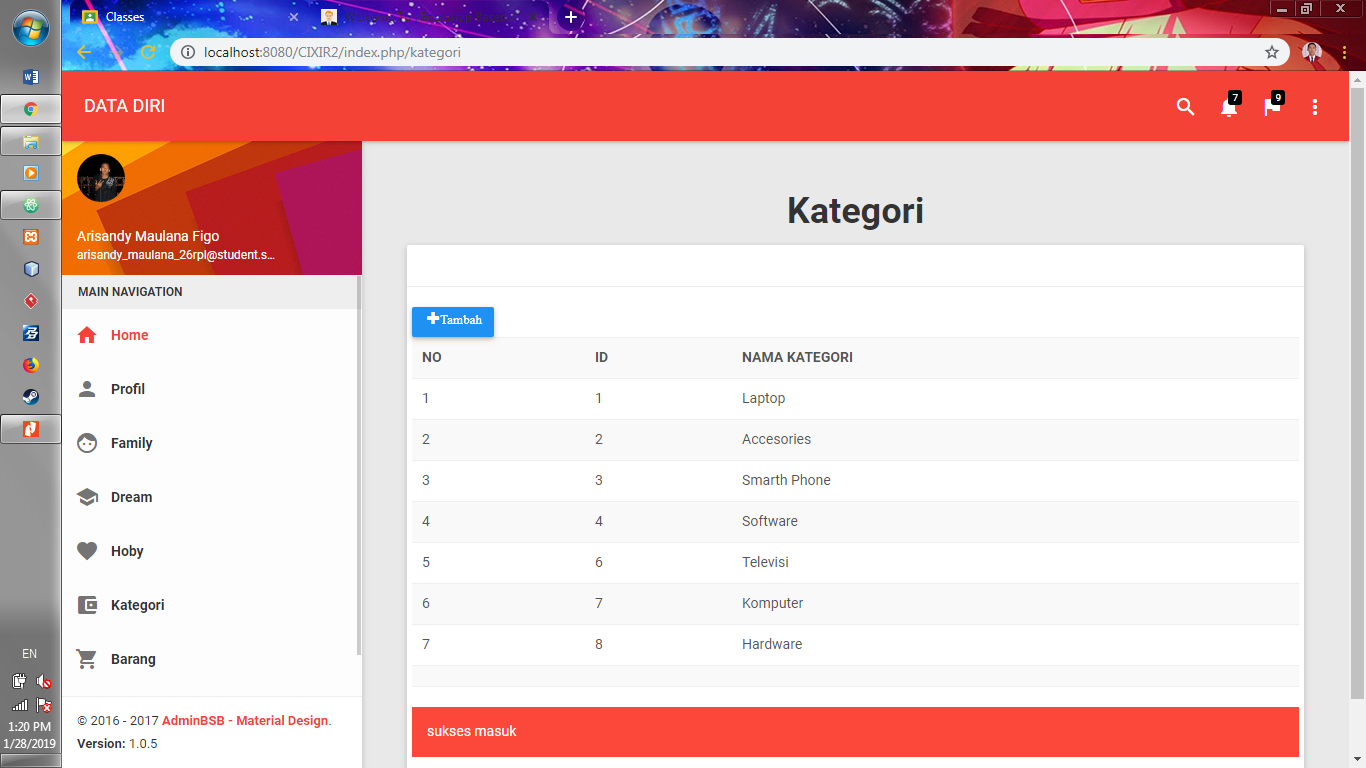 Classes
localhost:8080/CIXIR2/index.php/kategori
DATA DIRI
7
9
Arisandy Maulana Figo
arisandy_maulana_26rpl@student.s...
MAIN NAVIGATION
Home
Profil
Family
Dream
Hoby
Kategori
Barang
© 2016 - 2017 AdminBSB - Material Design.
Version: 1.0.5
Kategori
Tambah
NO ID NAMA KATEGORI
1 1 Laptop
2 2 Accesories
3 3 Smarth Phone
4 4 Software
5 6 Televisi
6 7 Komputer
7 8 Hardware
sukses masuk
EN
1:20 PM
1/28/2019